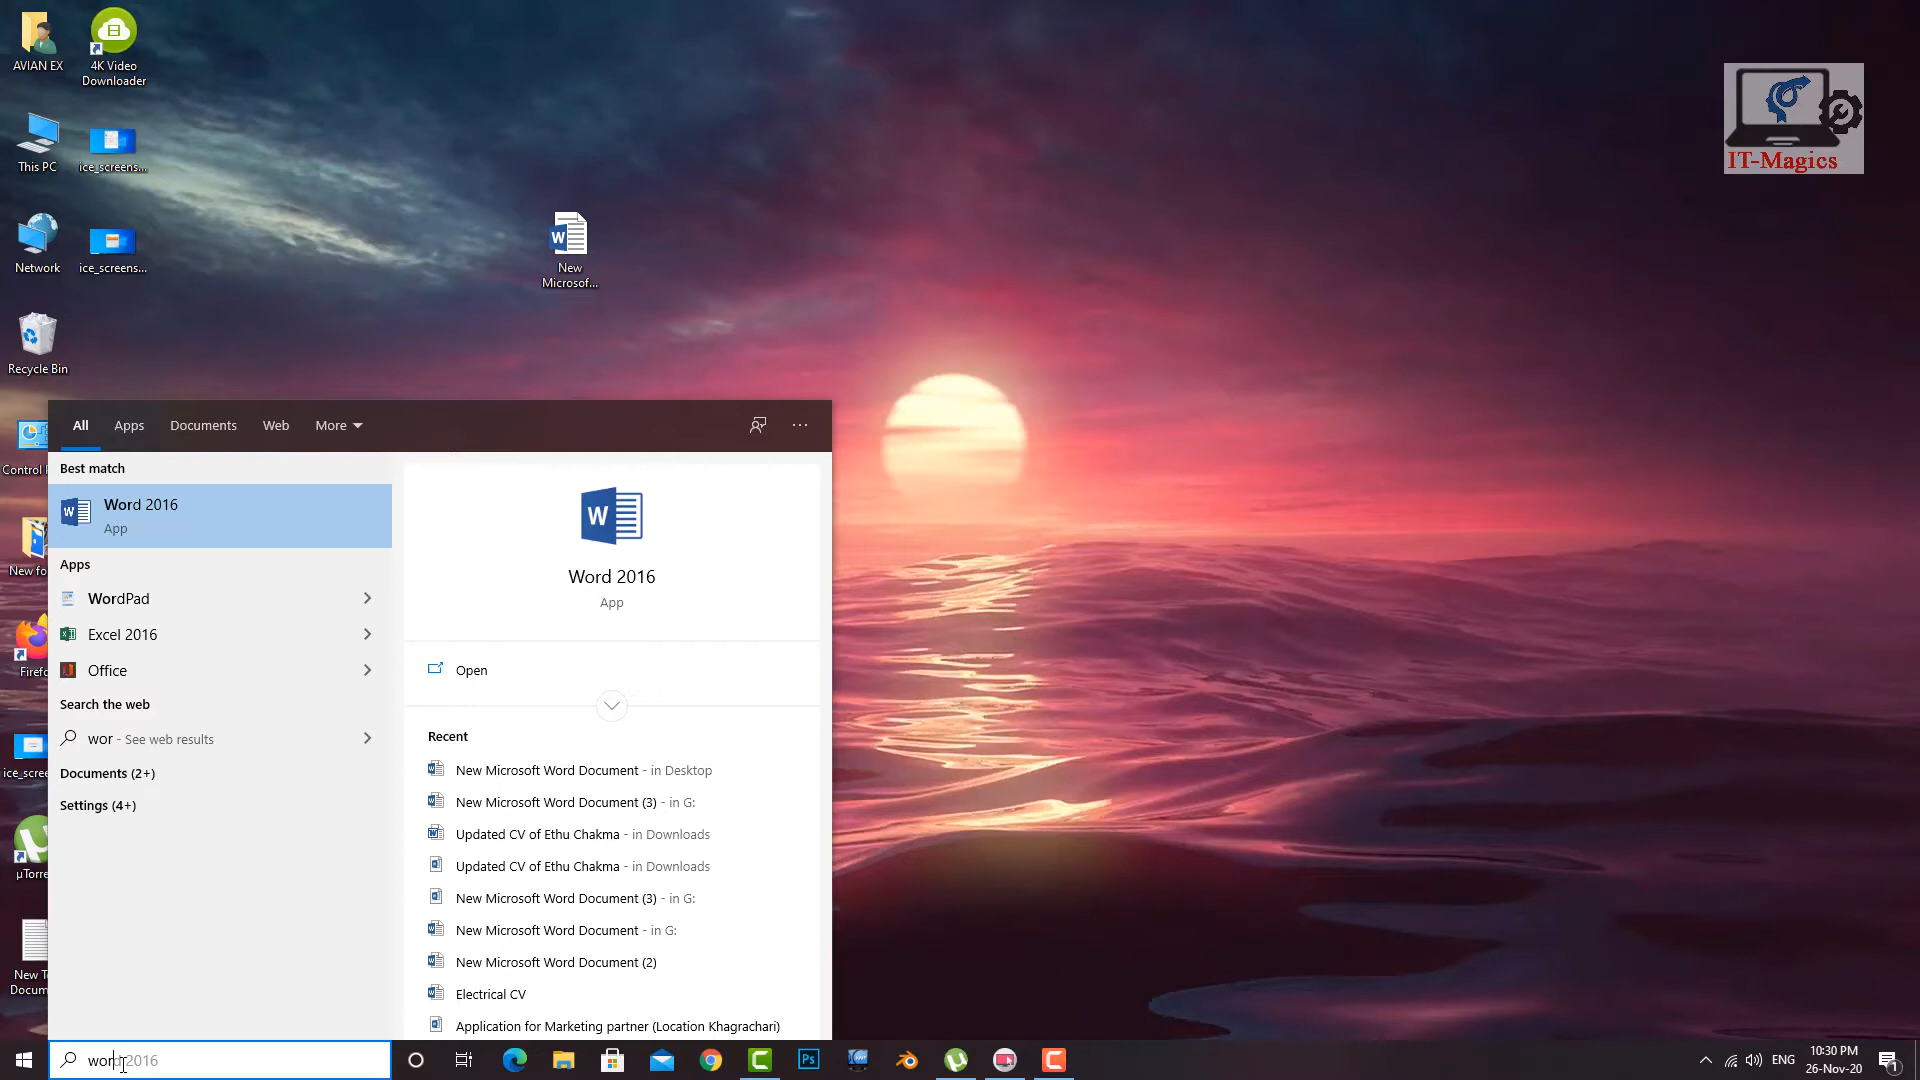 AVIAN EX
4K Video
Downloader
This PC
ice_screens...
Network
ice_screens...
Recycle Bin
New
Microsof...
IT-Magics
Control
New fo
Firefo
ice_scree
µTorre
New T
Docum
All
Apps
Documents
Web
More
Best match
Word 2016
App
Apps
WordPad
Excel 2016
Office
Search the web
wor - See web results
Documents (2+)
Settings (4+)
Word 2016
App
Open
Recent
New Microsoft Word Document - in Desktop
New Microsoft Word Document (3) - in G:
Updated CV of Ethu Chakma - in Downloads
Updated CV of Ethu Chakma - in Downloads
New Microsoft Word Document (3) - in G:
New Microsoft Word Document - in G:
New Microsoft Word Document (2)
Electrical CV
Application for Marketing partner (Location Khagrachari)
word 2016
Ps
ENG
10:30 PM
26-Nov-20
1